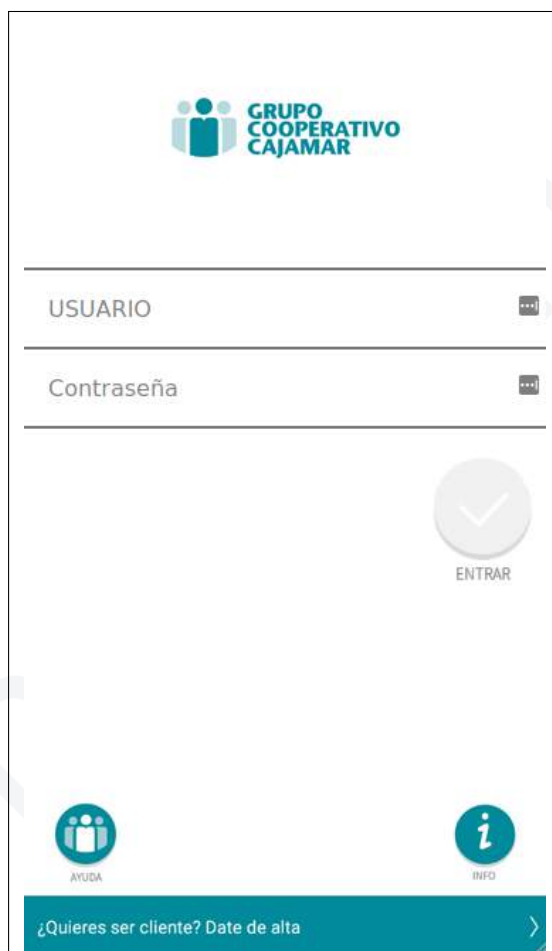 GRUPO
COOPERATIVO
CAJAMAR
USUARIO
Contraseña
ENTRAR
AYUDA
INFO
¿Quieres ser cliente? Date de alta